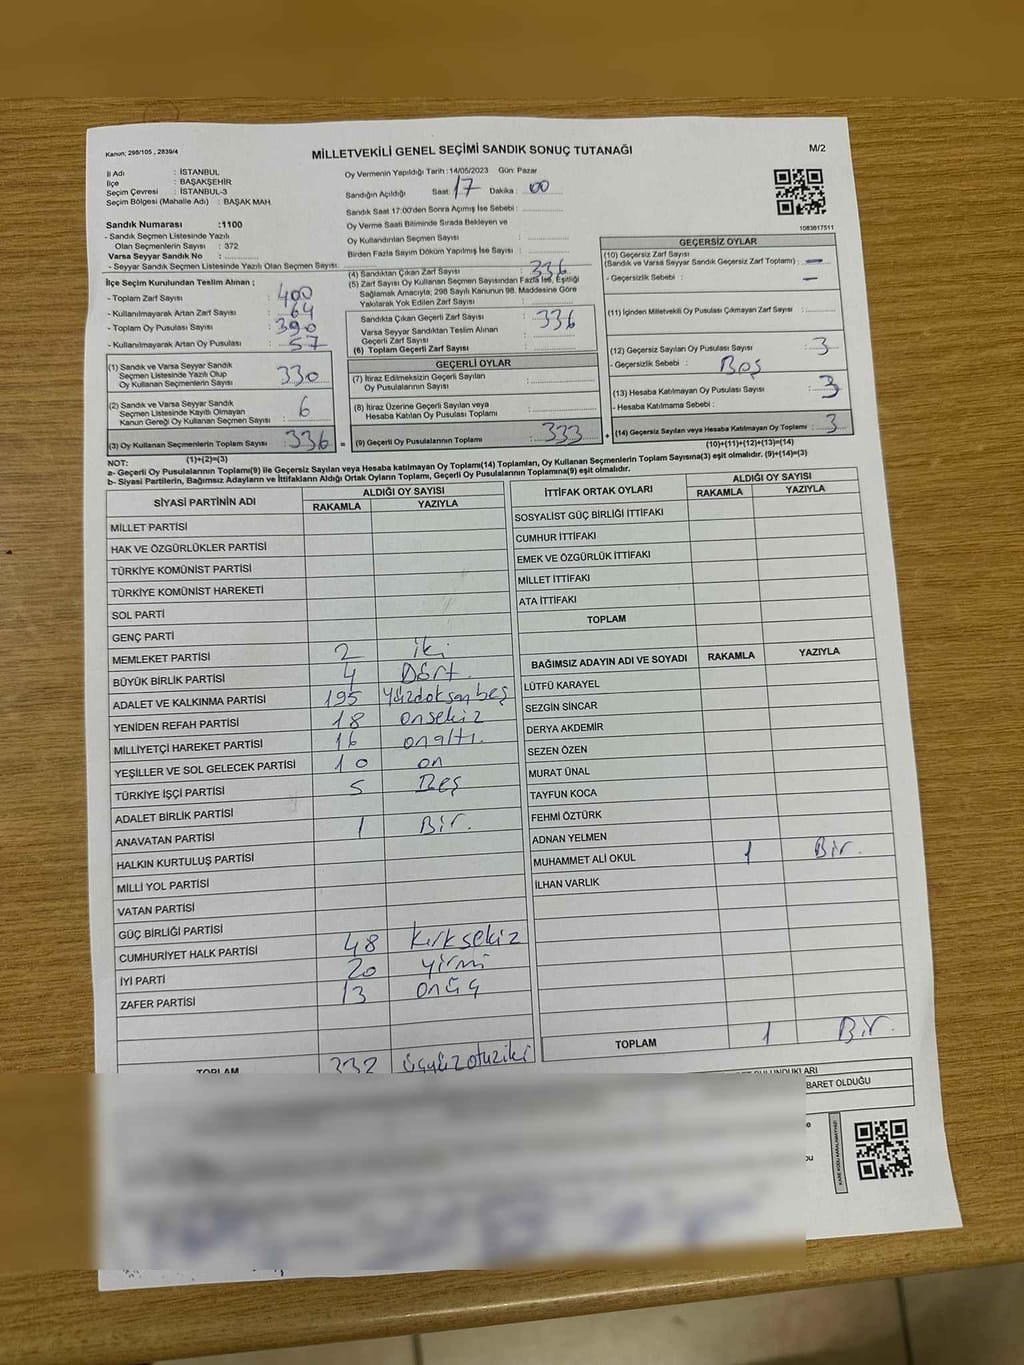 Kanun; 298/105 , 2839/4
MİLLETVEKİLİ GENEL SEÇİMİ SANDIK SONUÇ TUTANAĞI
M/2
İl Adı : İSTANBUL
İlçe : BAŞAKŞEHİR
Seçim Çevresi : İSTANBUL-3
Seçim Bölgesi (Mahalle Adı) : BAŞAK MAH.
Sandık Numarası :1100
- Sandık Seçmen Listesinde Yazılı
Olan Seçmenlerin Sayısı : 372
Varsa Seyyar Sandık No :
- Seyyar Sandık Seçmen Listesinde Yazılı Olan Seçmen Sayısı:
İlçe Seçim Kurulundan Teslim Alınan ;
- Toplam Zarf Sayısı : 400
- Kullanılmayarak Artan Zarf Sayısı : 64
- Toplam Oy Pusulası Sayısı : 390
- Kullanılmayarak Artan Oy Pusulası : 57
(1) Sandık ve Varsa Seyyar Sandık
Seçmen Listesinde Yazılı Olup
Oy Kullanan Seçmenlerin Sayısı : 330
(2) Sandık ve Varsa Seyyar Sandık
Seçmen Listesinde Kayıtlı Olmayan
Kanun Gereği Oy Kullanan Seçmen Sayısı : 6
(3) Oy Kullanan Seçmenlerin Toplam Sayısı : 336 =
(1)+(2)=(3)
Oy Vermenin Yapıldığı Tarih :14/05/2023 Gün: Pazar
Sandığın Açıldığı Saat : 17 Dakika : 00
Sandık Saat 17:00'den Sonra Açımış İse Sebebi :
Oy Verme Saati Bitiminde Sırada Bekleyen ve
Oy Kullandırılan Seçmen Sayısı :
Birden Fazla Sayım Döküm Yapılmış İse Sayısı :
(4) Sandıktan Çıkan Zarf Sayısı : 336
(5) Zarf Sayısı Oy Kullanan Seçmen Sayısından Fazla İse, Eşitliği
Sağlamak Amacıyla; 298 Sayılı Kanunun 98. Maddesine Göre
Yakılarak Yok Edilen Zarf Sayısı :
Sandıkta Çıkan Geçerli Zarf Sayısı : 336
Varsa Seyyar Sandıktan Teslim Alınan
Geçerli Zarf Sayısı :
(6) Toplam Geçerli Zarf Sayısı :
GEÇERLİ OYLAR
(7) İtiraz Edilmeksizin Geçerli Sayılan
Oy Pusulalarının Sayısı :
(8) İtiraz Üzerine Geçerli Sayılan veya
Hesaba Katılan Oy Pusulası Toplamı :
(9) Geçerli Oy Pusulalarının Toplamı : 333 +
1083617511
GEÇERSİZ OYLAR
(10) Geçersiz Zarf Sayısı
(Sandık ve Varsa Seyyar Sandık Geçersiz Zarf Toplamı) : —
- Geçersizlik Sebebi : —
(11) İçinden Milletvekili Oy Pusulası Çıkmayan Zarf Sayısı :
(12) Geçersiz Sayılan Oy Pusulası Sayısı : 3
- Geçersizlik Sebebi : Boş
(13) Hesaba Katılmayan Oy Pusulası Sayısı : 3
- Hesaba Katılmama Sebebi :
(14) Geçersiz Sayılan veya Hesaba Katılmayan Oy Toplamı : 3
(10)+(11)+(12)+(13)=(14)
NOT:
a- Geçerli Oy Pusulalarının Toplamı(9) ile Geçersiz Sayılan veya Hesaba katılmayan Oy Toplamı(14) Toplamları, Oy Kullanan Seçmenlerin Toplam Sayısına(3) eşit olmalıdır. (9)+(14)=(3)
b- Siyasi Partilerin, Bağımsız Adayların ve İttifakların Aldığı Ortak Oyların Toplamı, Geçerli Oy Pusulalarının Toplamına(9) eşit olmalıdır.
SİYASİ PARTİNİN ADI ALDIĞI OY SAYISI
RAKAMLA YAZIYLA
MİLLET PARTİSİ
HAK VE ÖZGÜRLÜKLER PARTİSİ
TÜRKİYE KOMÜNİST PARTİSİ
TÜRKİYE KOMÜNİST HAREKETİ
SOL PARTİ
GENÇ PARTİ
MEMLEKET PARTİSİ 2 iki
BÜYÜK BİRLİK PARTİSİ 4 Dört.
ADALET VE KALKINMA PARTİSİ 195 yüzdoksanbeş
YENİDEN REFAH PARTİSİ 18 onsekiz
MİLLİYETÇİ HAREKET PARTİSİ 16 onaltı.
YEŞİLLER VE SOL GELECEK PARTİSİ 10 on
TÜRKİYE İŞÇİ PARTİSİ 5 Beş
ADALET BİRLİK PARTİSİ
ANAVATAN PARTİSİ 1 Bir.
HALKIN KURTULUŞ PARTİSİ
MİLLİ YOL PARTİSİ
VATAN PARTİSİ
GÜÇ BİRLİĞİ PARTİSİ
CUMHURİYET HALK PARTİSİ 48 kırksekiz
İYİ PARTİ 20 yirmi
ZAFER PARTİSİ 13 onüç
TOPLAM 332 üçyüzotuziki
İTTİFAK ORTAK OYLARI ALDIĞI OY SAYISI
RAKAMLA YAZIYLA
SOSYALİST GÜÇ BİRLİĞİ İTTİFAKI
CUMHUR İTTİFAKI
EMEK VE ÖZGÜRLÜK İTTİFAKI
MİLLET İTTİFAKI
ATA İTTİFAKI
TOPLAM
BAĞIMSIZ ADAYIN ADI VE SOYADI RAKAMLA YAZIYLA
LÜTFÜ KARAYEL
SEZGİN SİNCAR
DERYA AKDEMİR
SEZEN ÖZEN
MURAT ÜNAL
TAYFUN KOCA
FEHMİ ÖZTÜRK
ADNAN YELMEN
MUHAMMET ALİ OKUL 1 Bir.
İLHAN VARLIK
TOPLAM 1 Bir.
BULUNDUKLARI
BARET OLDUĞU